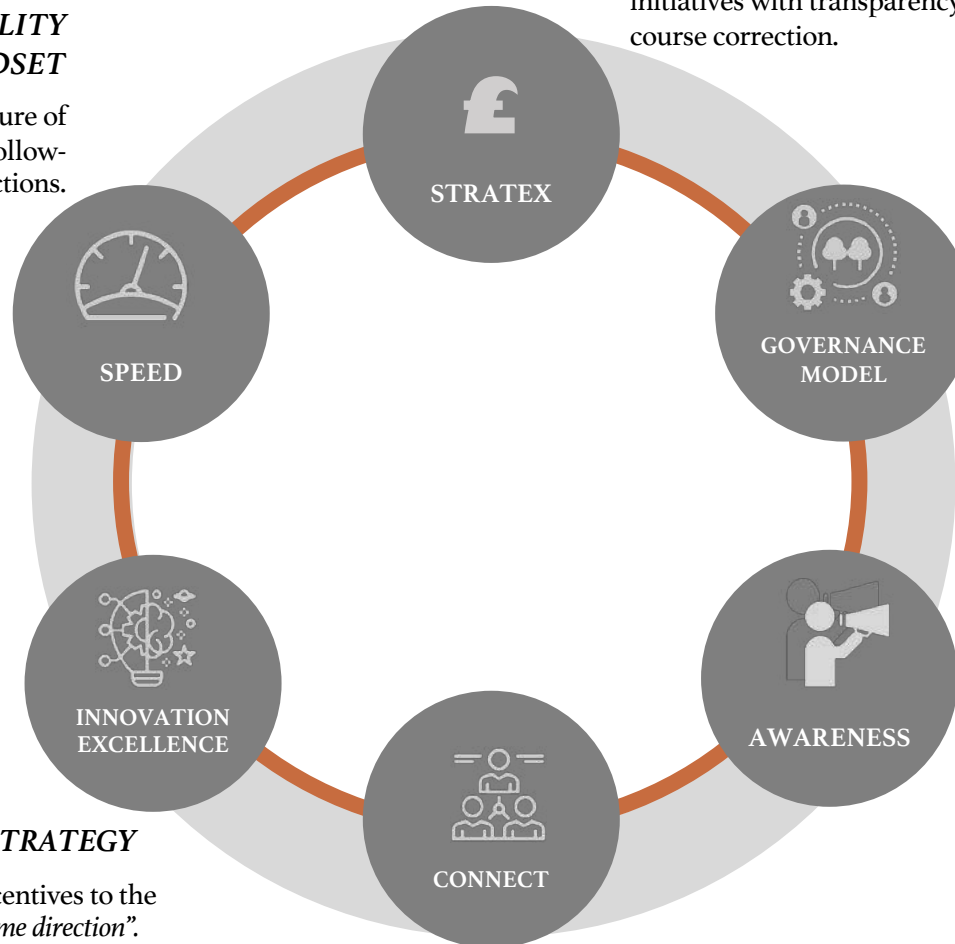 initiatives with transparency
course correction.
LITY
DSET
ure of
ollow-
ctions.
£
STRATEX
SPEED
GOVERNANCE
MODEL
INNOVATION
EXCELLENCE
AWARENESS
CONNECT
TRATEGY
centives to the
me direction”.